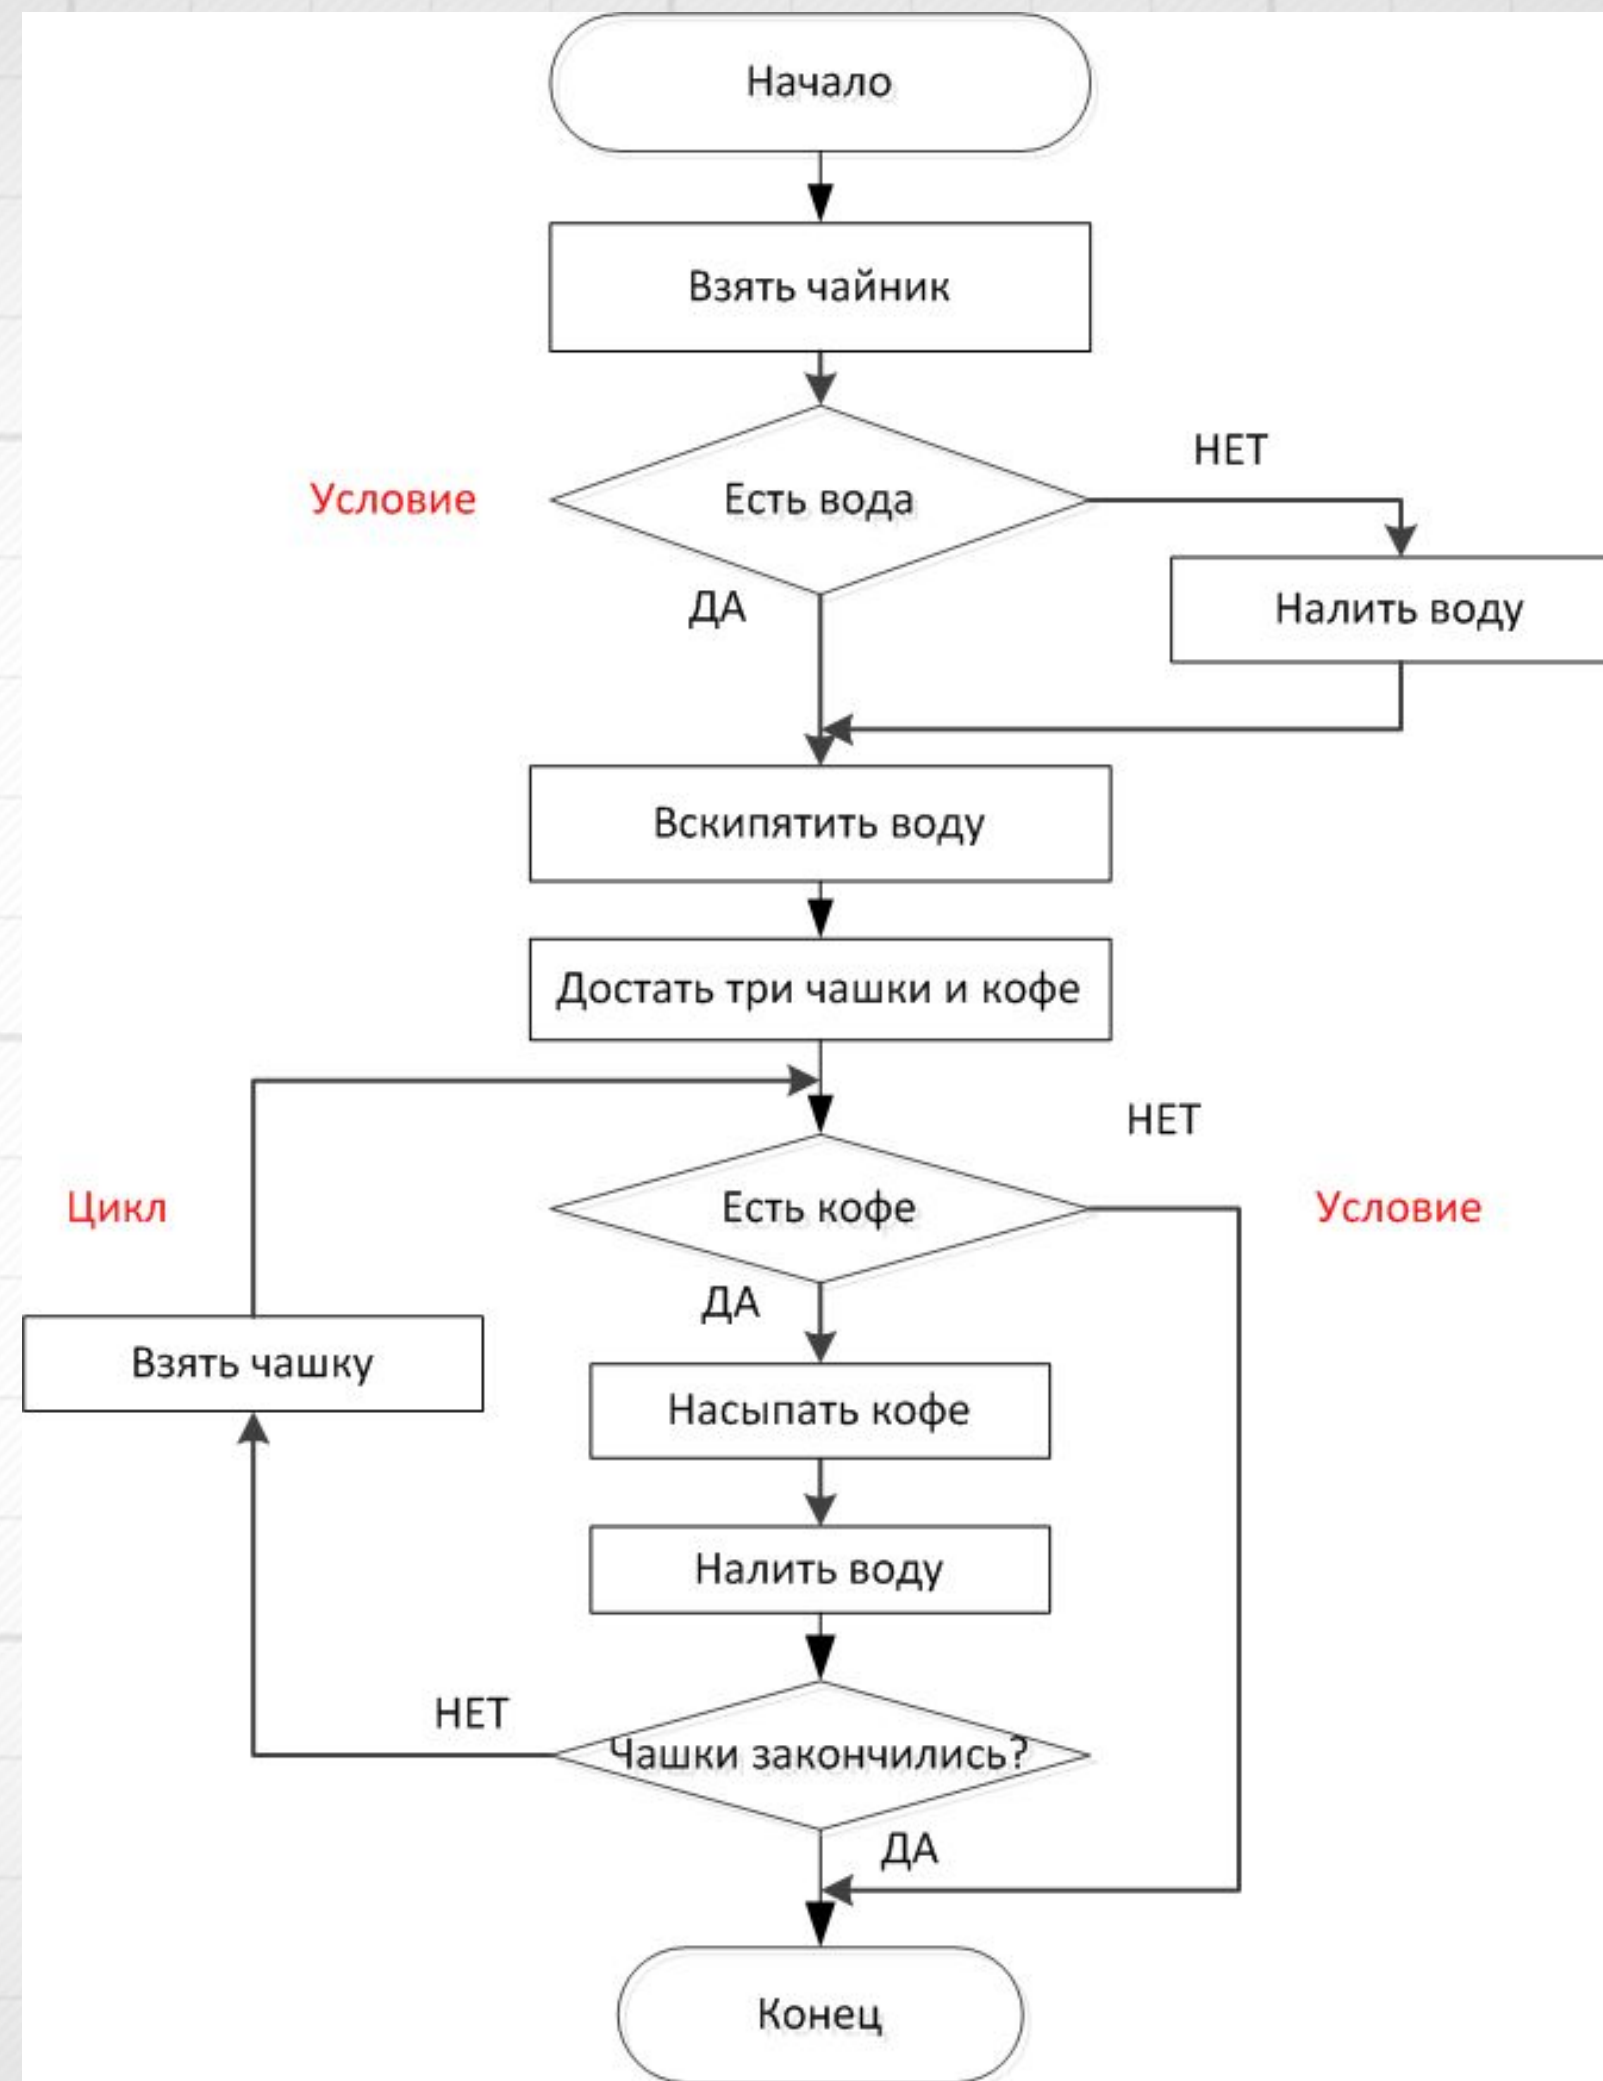 Начало
Взять чайник
НЕТ
Условие
Есть вода
ДА
Налить воду
Вскипятить воду
Достать три чашки и кофе
НЕТ
Цикл
Есть кофе
Условие
ДА
Взять чашку
Насыпать кофе
Налить воду
НЕТ
Чашки закончились?
ДА
Конец